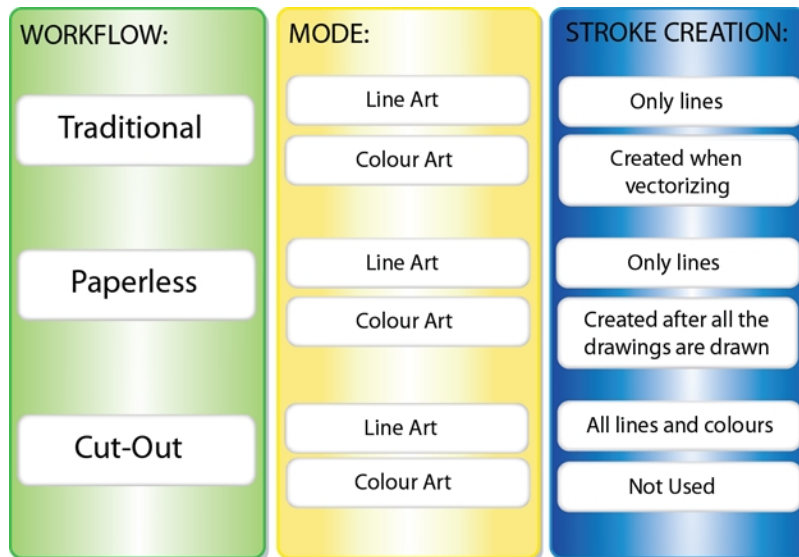 WORKFLOW:
Traditional
Paperless
Cut-Out
MODE:
Line Art
Colour Art
Line Art
Colour Art
Line Art
Colour Art
STROKE CREATION:
Only lines
Created when
vectorizing
Only lines
Created after all the
drawings are drawn
All lines and colours
Not Used